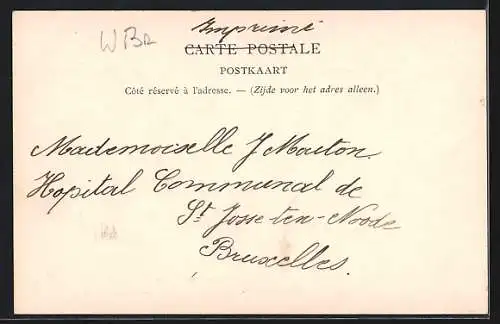 Imprimé
W Br
CARTE POSTALE
POSTKAART
Côté réservé à l'adresse. — (Zijde voor het adres alleen.)
Mademoiselle J Mouton.
Hopital Communal de
St Josse ten-Noode
Bruxelles.